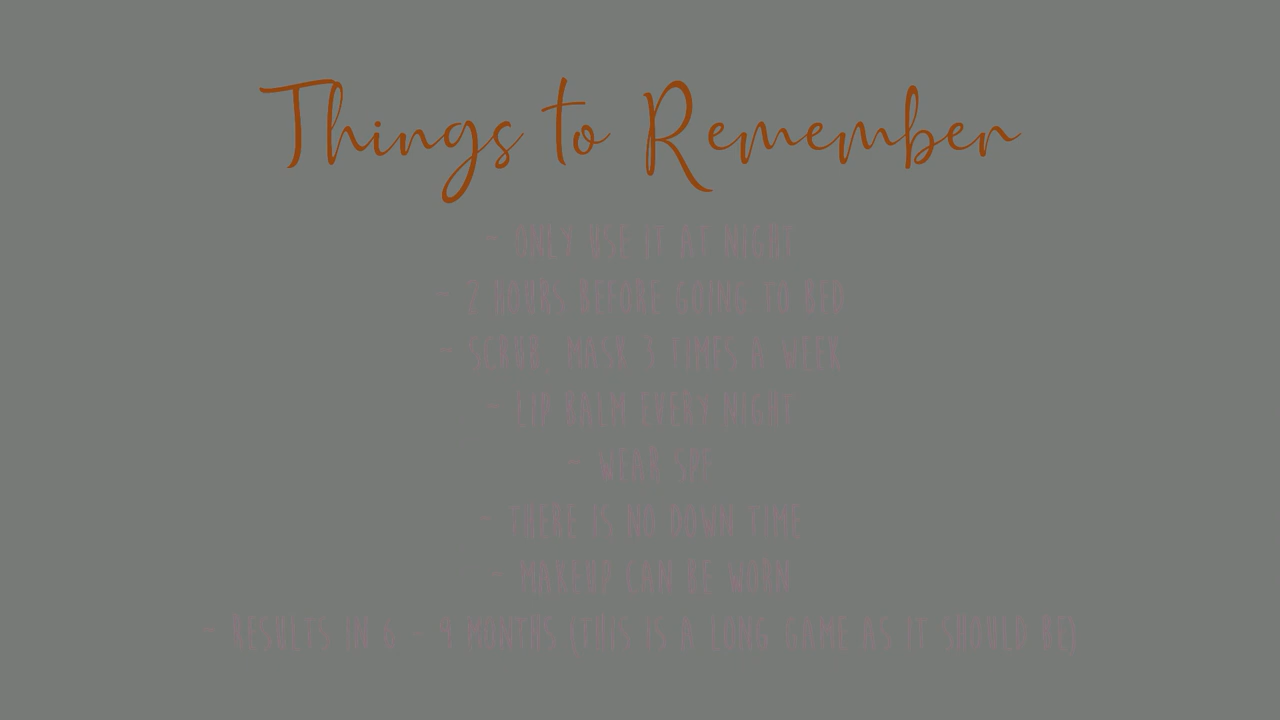 Things to Remember
- ONLY USE IT AT NIGHT
- 2 HOURS BEFORE GOING TO BED
- SCRUB, MASK 3 TIMES A WEEK
- LIP BALM EVERY NIGHT
- WEAR SPF
- THERE IS NO DOWN TIME
- MAKEUP CAN BE WORN
- RESULTS IN 6 - 9 MONTHS (THIS IS A LONG GAME AS IT SHOULD BE)